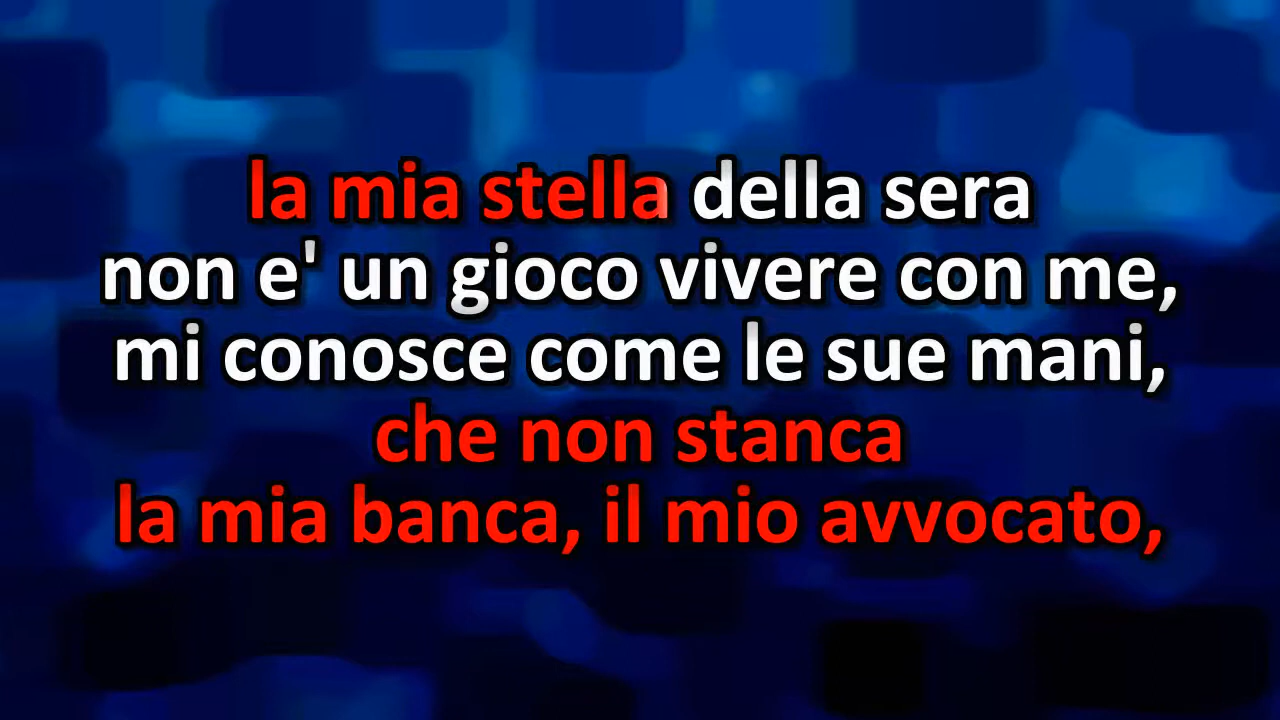 la mia stella della sera
non e' un gioco vivere con me,
mi conosce come le sue mani,
che non stanca
la mia banca, il mio avvocato,